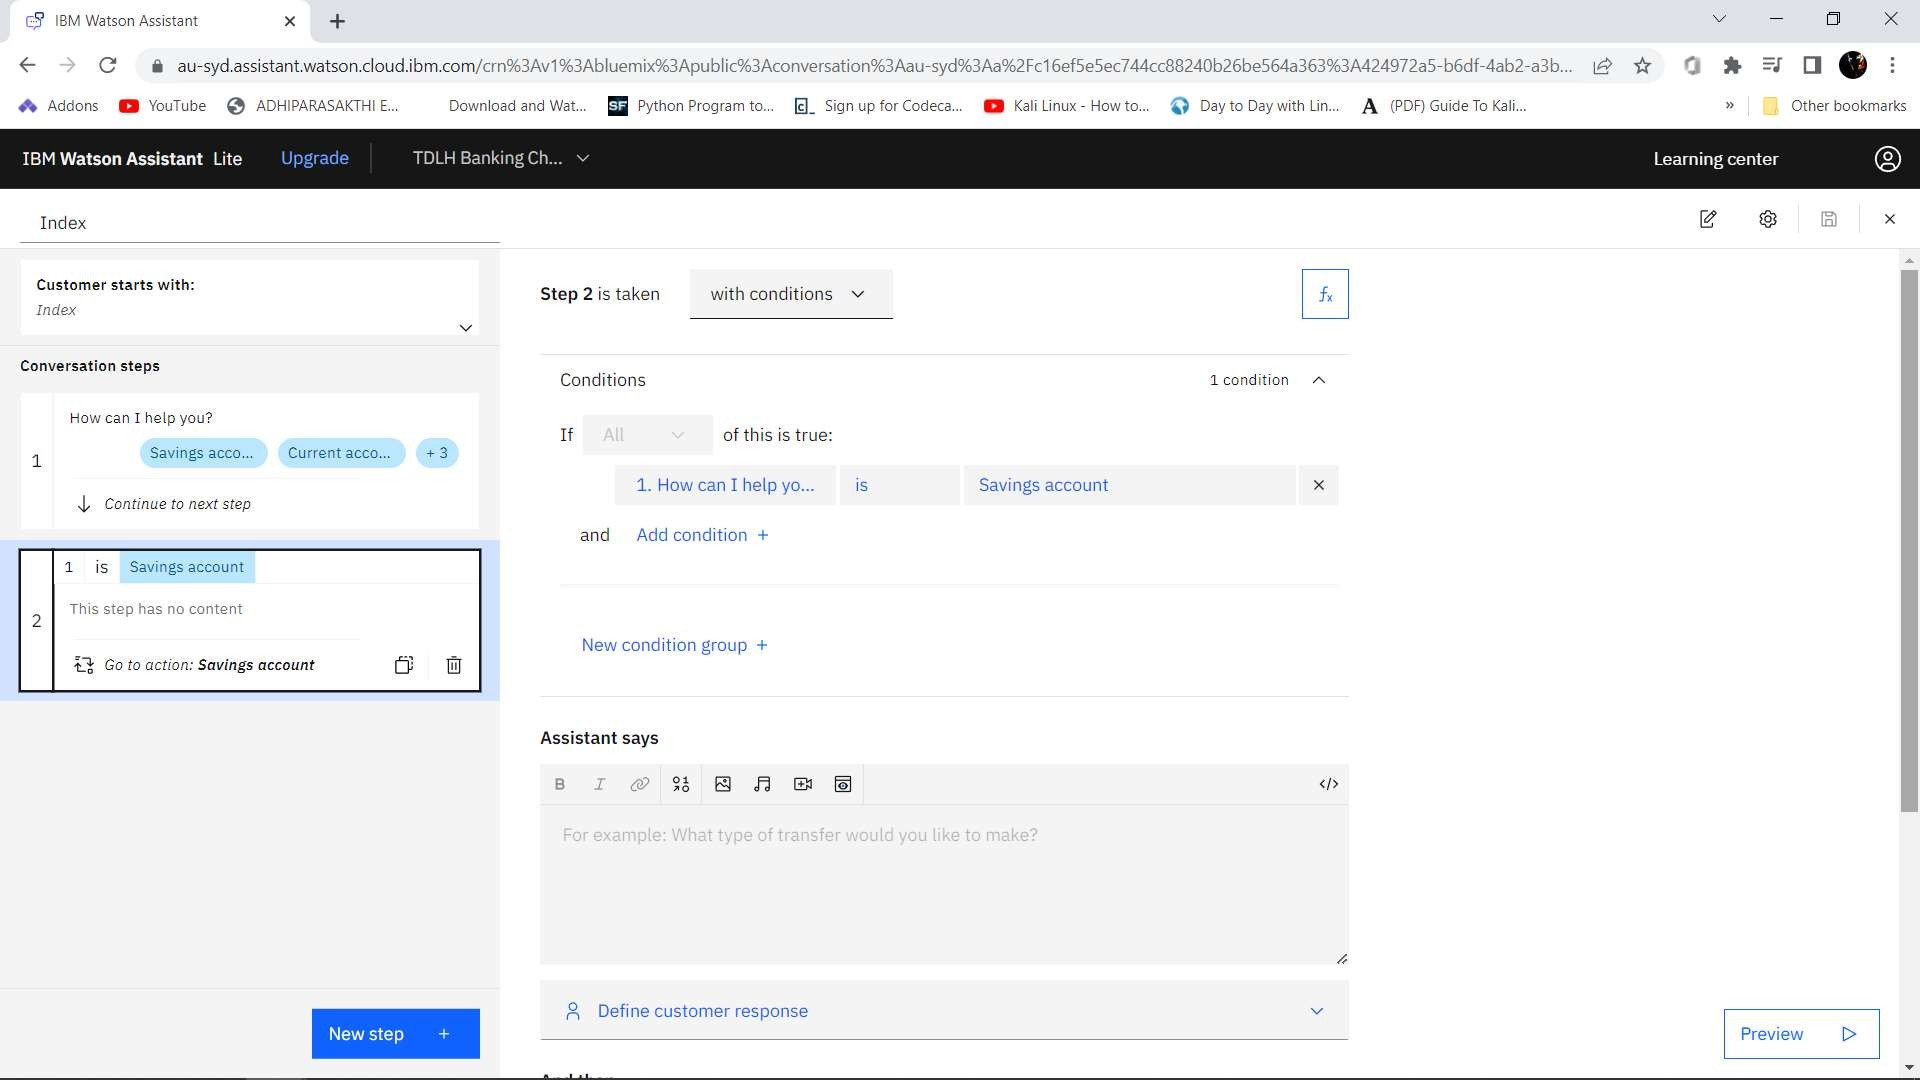 IBM Watson Assistant
au-syd.assistant.watson.cloud.ibm.com/crn%3Av1%3Abluemix%3Apublic%3Aconversation%3Aau-syd%3Aa%2Fc16ef5e5ec744cc88240b26be564a363%3A424972a5-b6df-4ab2-a3b...
Addons YouTube ADHIPARASAKTHI E... Download and Wat... Python Program to... Sign up for Codeca... Kali Linux - How to... Day to Day with Lin... (PDF) Guide To Kali... » Other bookmarks
IBM Watson Assistant Lite Upgrade TDLH Banking Ch... Learning center
Index
Customer starts with:
Index
Conversation steps
1
How can I help you?
Savings acco... Current acco... + 3
Continue to next step
2
1 is Savings account
This step has no content
Go to action: Savings account
New step +
Step 2 is taken with conditions fx
Conditions 1 condition
If All of this is true:
1. How can I help yo... is Savings account
and Add condition +
New condition group +
Assistant says
B I </>
For example: What type of transfer would you like to make?
Define customer response
Preview